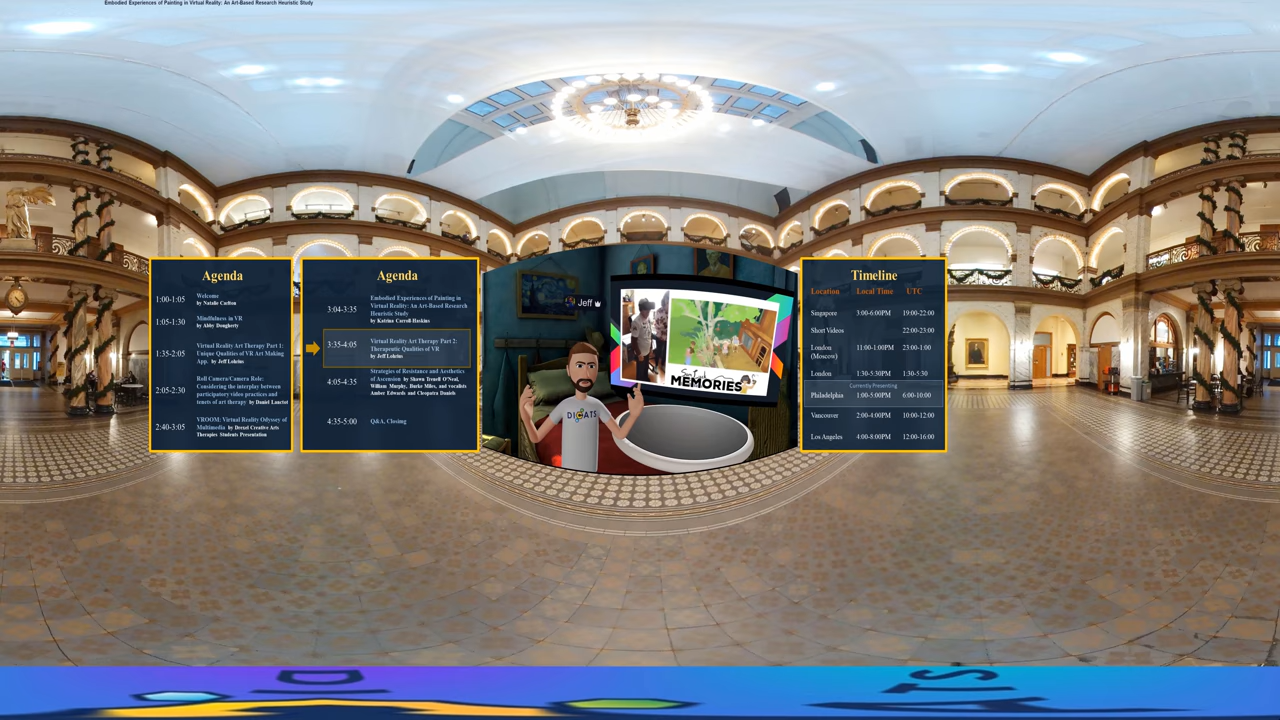 Embodied Experiences of Painting in Virtual Reality: An Art-Based Research Heuristic Study
Agenda
1:00-1:05
Welcome
by Natalie Carlton
1:05-1:30
Mindfulness in VR
by Abby Dougherty
1:35-2:05
Virtual Reality Art Therapy Part 1:
Unique Qualities of VR Art Making
App. by Jeff Lohrius
2:05-2:30
Roll Camera/Camera Role:
Considering the interplay between
participatory video practices and
tenets of art therapy by Daniel Lanctot
2:40-3:05
VROOM: Virtual Reality Odyssey of
Multimedia by Drexel Creative Arts
Therapies Students Presentation
Agenda
3:04-3:35
Embodied Experiences of Painting in
Virtual Reality: An Art-Based Research
Heuristic Study
by Katrina Carroll-Haskins
3:35-4:05
Virtual Reality Art Therapy Part 2:
Therapeutic Qualities of VR
by Jeff Lohrius
4:05-4:35
Strategies of Resistance and Aesthetics
of Ascension by Shawn Trenell O'Neal,
William Murphy, Darke Miles, and vocalists
Amber Edwards and Cleopatra Daniels
4:35-5:00
Q&A, Closing
Jeff
MEMORIES
DICATS
Timeline
Location Local Time UTC
Singapore 3:00-6:00PM 19:00-22:00
Short Videos 22:00-23:00
London 11:00-1:00PM 23:00-1:00
(Moscow)
London 1:30-5:30PM 1:30-5:30
Currently Presenting
Philadelphia 1:00-5:00PM 6:00-10:00
Vancouver 2:00-4:00PM 10:00-12:00
Los Angeles 4:00-8:00PM 12:00-16:00